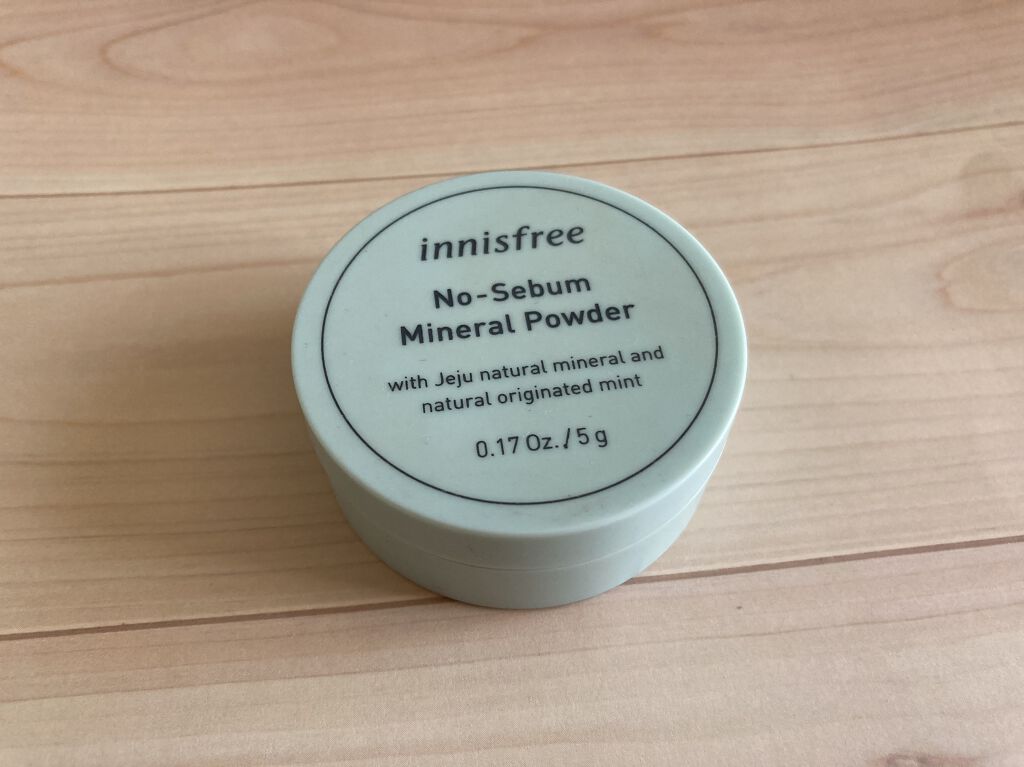 innisfree
No-Sebum
Mineral Powder
with Jeju natural mineral and
natural originated mint
0.17 Oz./5 g